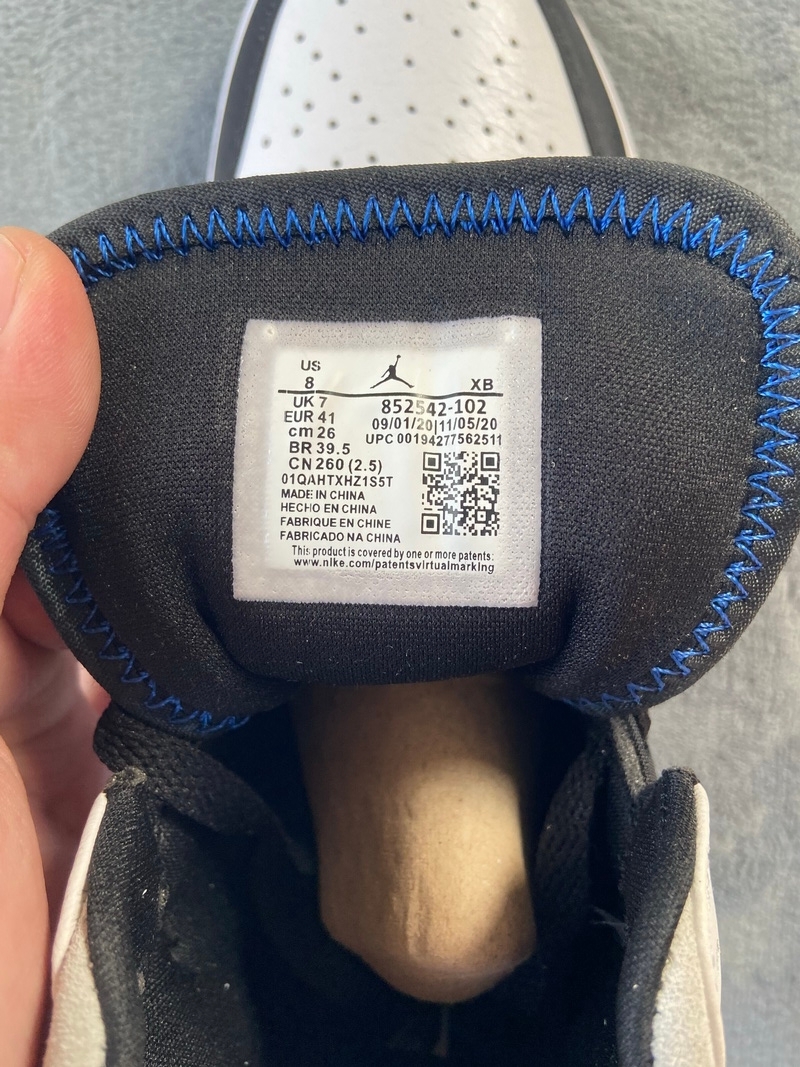 US
8 XB
UK 7 852542-102
EUR 41 09/01/20|11/05/20
cm 26 UPC 00194277562511
BR 39.5
CN 260 (2.5)
01QAHTXHZ1S5T
MADE IN CHINA
HECHO EN CHINA
FABRIQUE EN CHINE
FABRICADO NA CHINA
This product is covered by one or more patents:
www.nike.com/patentsvirtualmarking